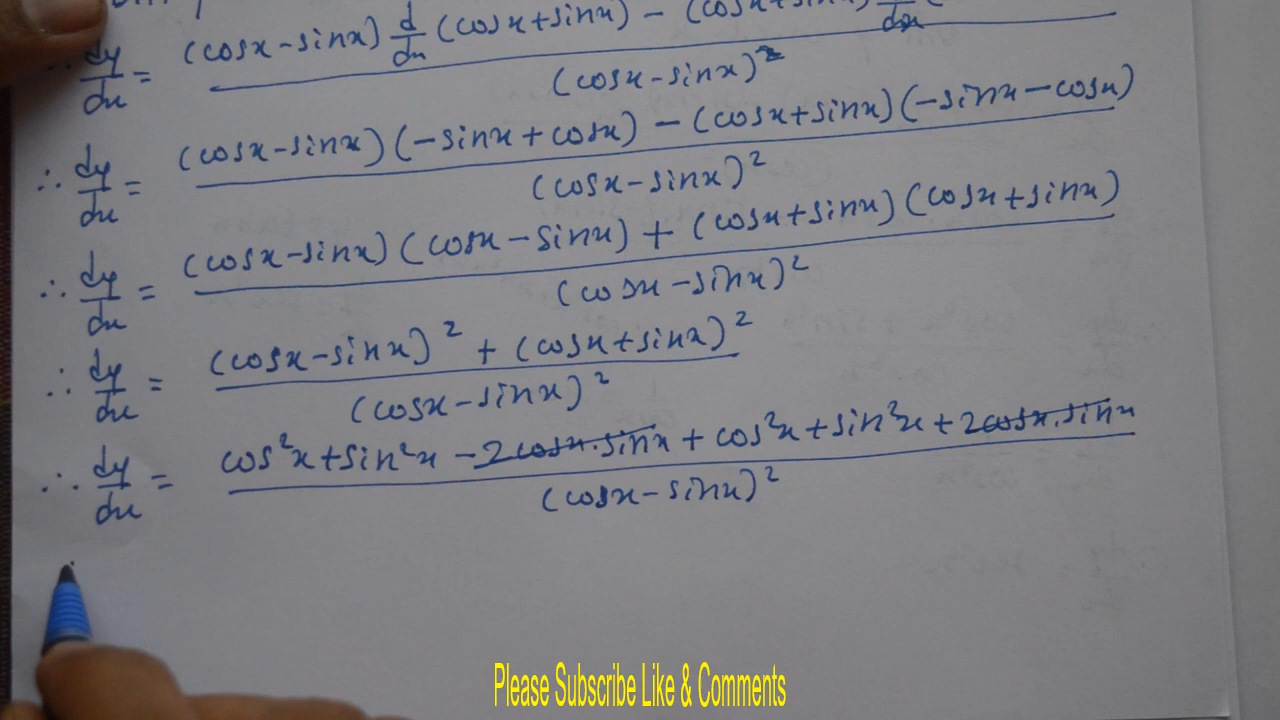 ∴ dy/dx = (cosx-sinx) d/dx (cosx+sinx) - (cosx+sinx) d/dx (
(cosx-sinx)²
∴ dy/dx = (cosx-sinx)(-sinx+cosx) - (cosx+sinx)(-sinx-cosx)
(cosx-sinx)²
∴ dy/dx = (cosx-sinx)(cosx-sinx) + (cosx+sinx)(cosx+sinx)
(cosx-sinx)²
∴ dy/dx = (cosx-sinx)² + (cosx+sinx)²
(cosx-sinx)²
∴ dy/dx = cos²x+sin²x-2cosx.sinx+cos²x+sin²x+2cosx.sinx
(cosx-sinx)²
Please Subscribe Like & Comments